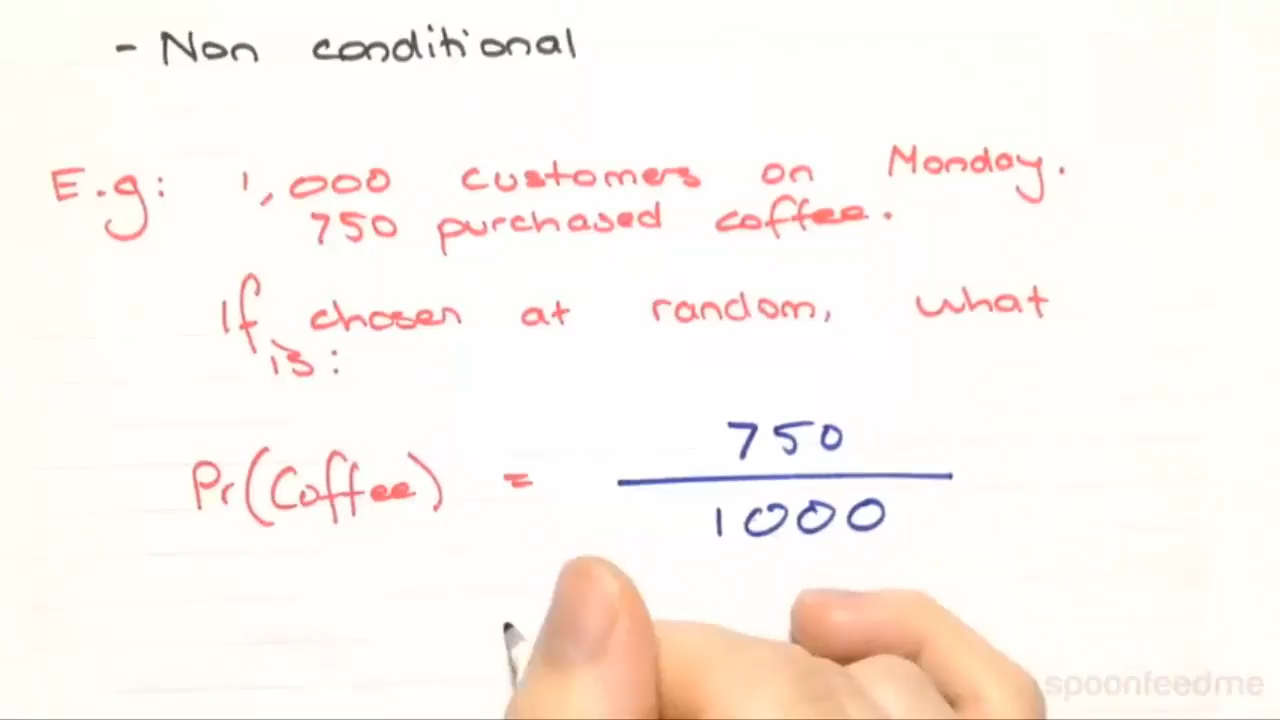 - Non conditional
E.g: 1,000 customers on Monday.
750 purchased coffee.
If chosen at random, what
is:
Pr(Coffee) = 750
1000
spoonfeedme